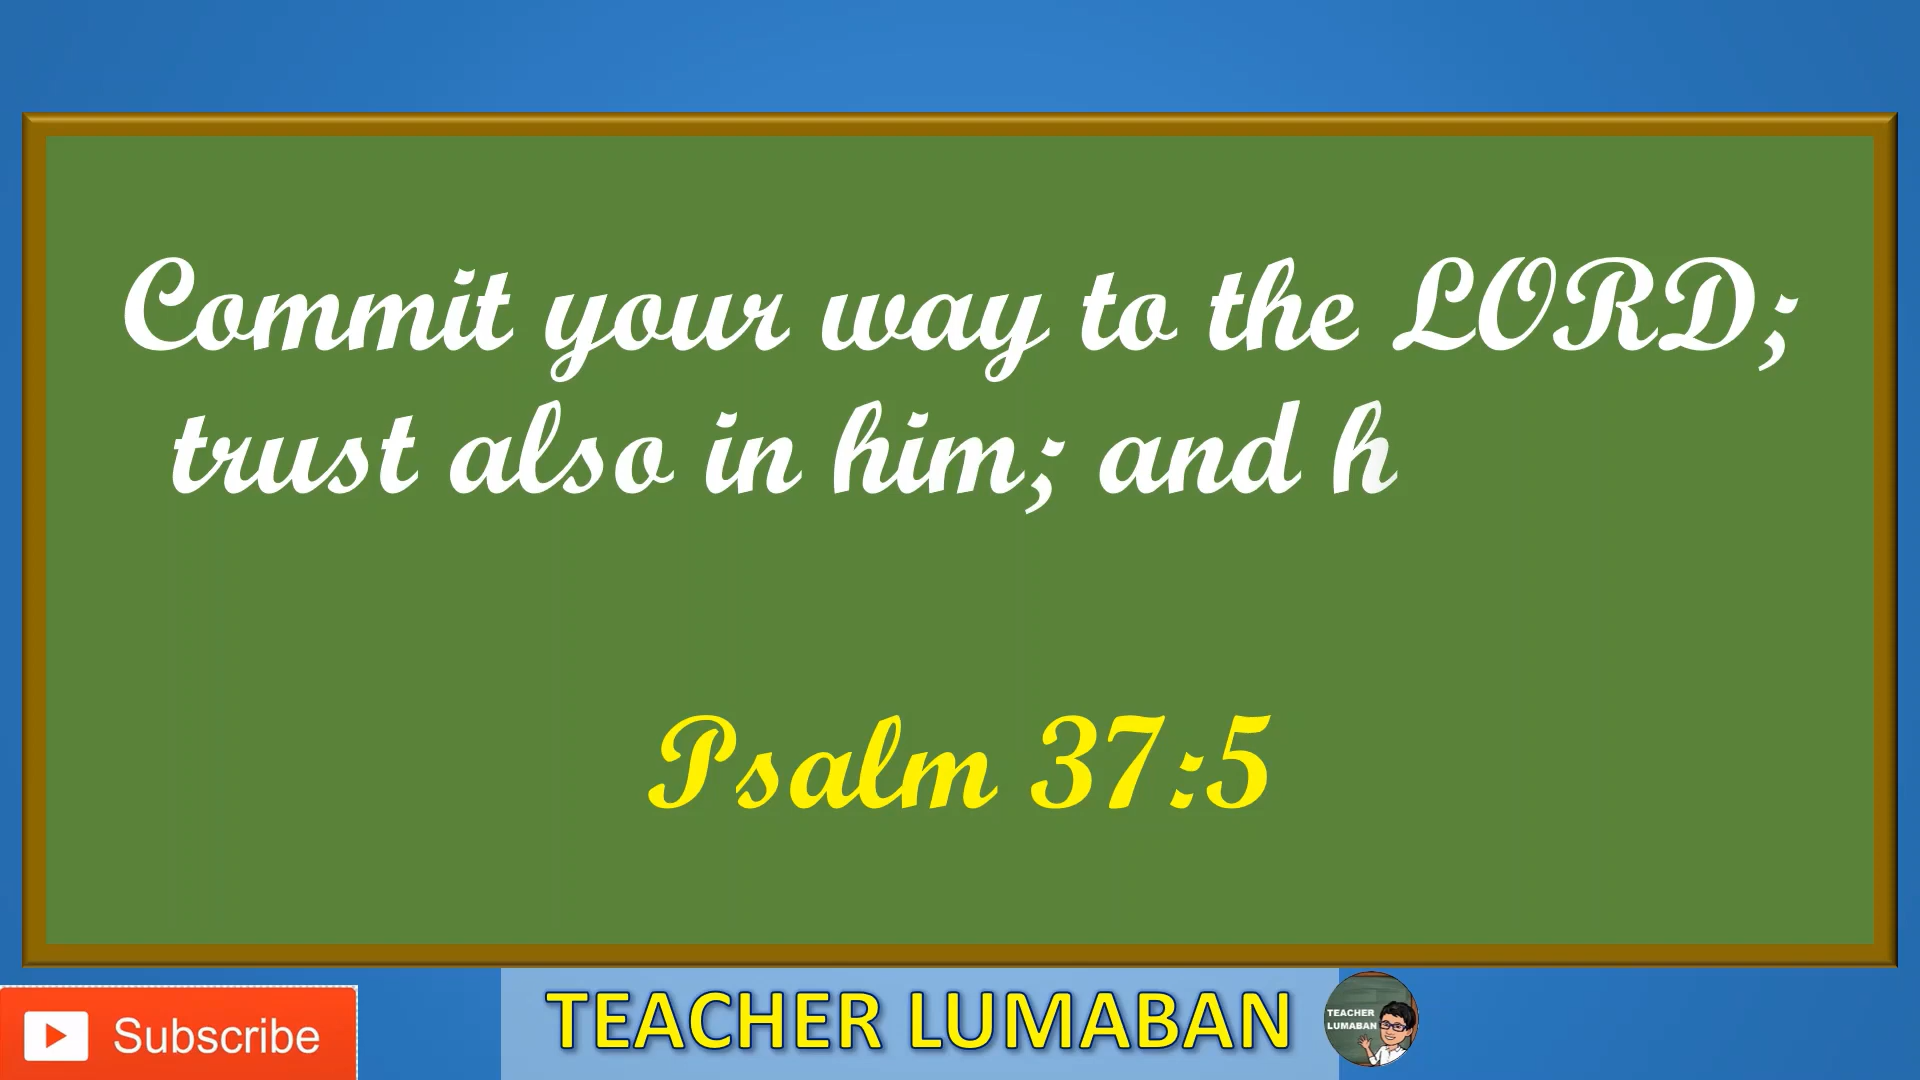 Commit your way to the LORD;
trust also in him; and h
Psalm 37:5
Subscribe
TEACHER LUMABAN
TEACHER
LUMABAN